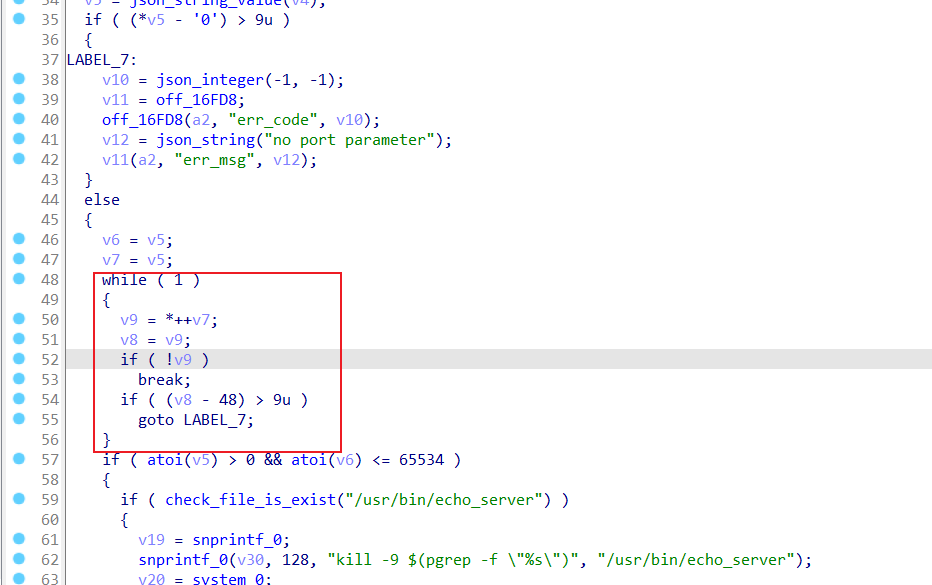 34 v5 = json_string_value(v4);
35 if ( (*v5 - '0') > 9u )
36 {
37 LABEL_7:
38 v10 = json_integer(-1, -1);
39 v11 = off_16FD8;
40 off_16FD8(a2, "err_code", v10);
41 v12 = json_string("no port parameter");
42 v11(a2, "err_msg", v12);
43 }
44 else
45 {
46 v6 = v5;
47 v7 = v5;
48 while ( 1 )
49 {
50 v9 = *++v7;
51 v8 = v9;
52 if ( !v9 )
53 break;
54 if ( (v8 - 48) > 9u )
55 goto LABEL_7;
56 }
57 if ( atoi(v5) > 0 && atoi(v6) <= 65534 )
58 {
59 if ( check_file_is_exist("/usr/bin/echo_server") )
60 {
61 v19 = snprintf_0;
62 snprintf_0(v30, 128, "kill -9 $(pgrep -f \"%s\")", "/usr/bin/echo_server");
63 v20 = system_0;